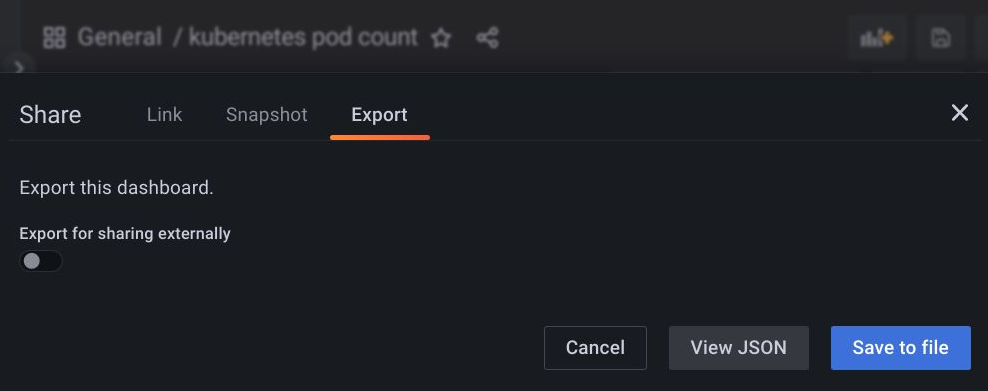 General / kubernetes pod count
Share Link Snapshot Export
Export this dashboard.
Export for sharing externally
Cancel View JSON Save to file